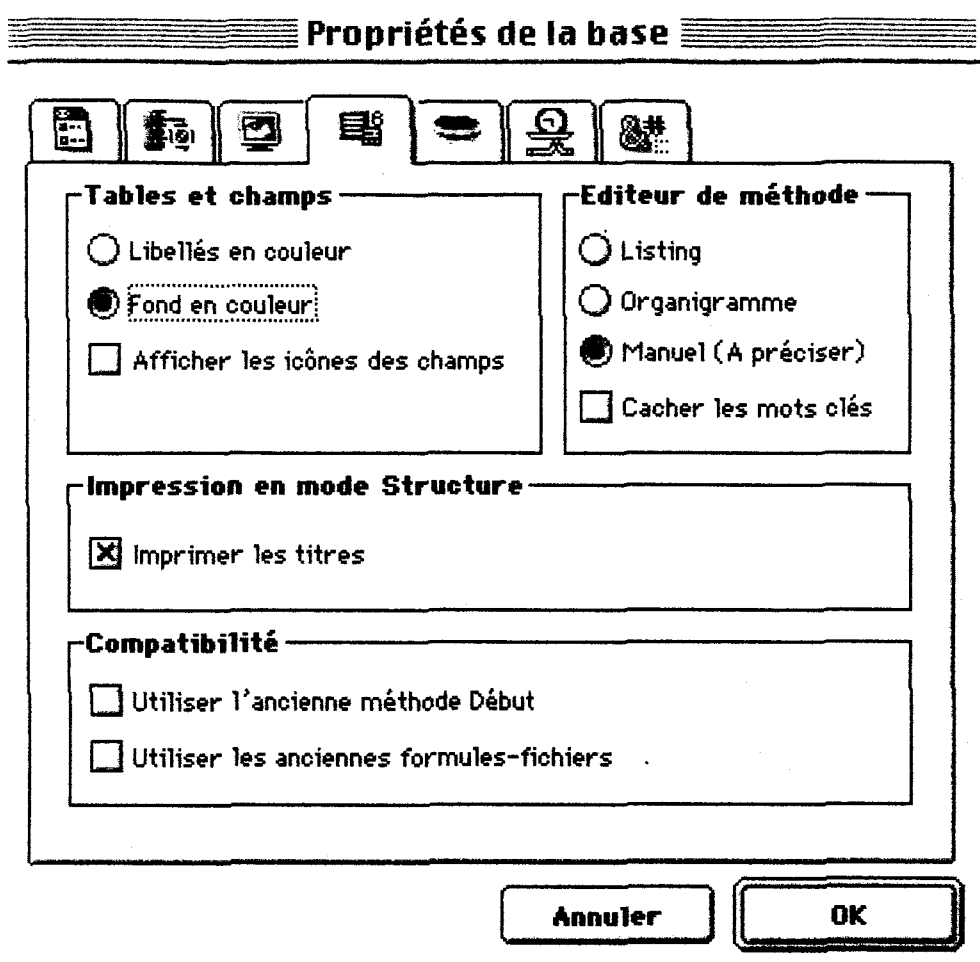 Propriétés de la base
Tables et champs
Libellés en couleur
Fond en couleur
Afficher les icônes des champs
Editeur de méthode
Listing
Organigramme
Manuel (A préciser)
Cacher les mots clés
Impression en mode Structure
Imprimer les titres
Compatibilité
Utiliser l'ancienne méthode Début
Utiliser les anciennes formules-fichiers
Annuler
OK